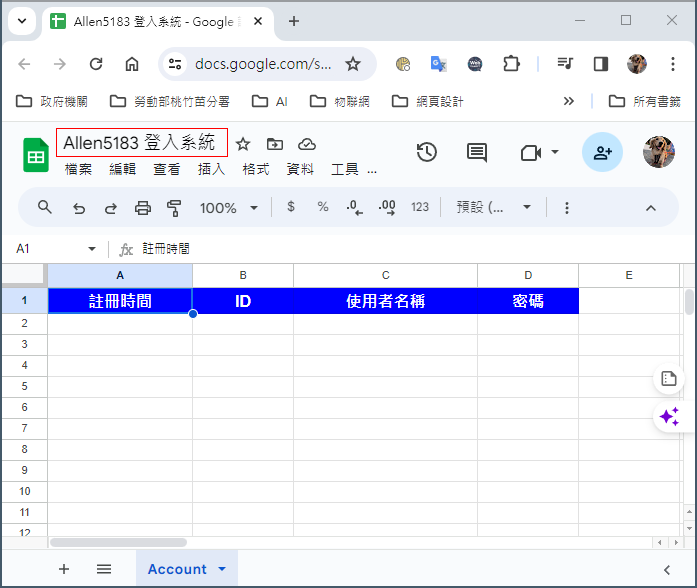 Allen5183 登入系統 - Google
docs.google.com/s...
政府機關 勞動部桃竹苗分署 AI 物聯網 網頁設計 » 所有書籤
Allen5183 登入系統
檔案 編輯 查看 插入 格式 資料 工具 ...
100% $ % .0 .00 123 預設 (...
A1 fx 註冊時間
A B C D E
1 註冊時間 ID 使用者名稱 密碼
2
3
4
5
6
7
8
9
10
11
12
+ Account